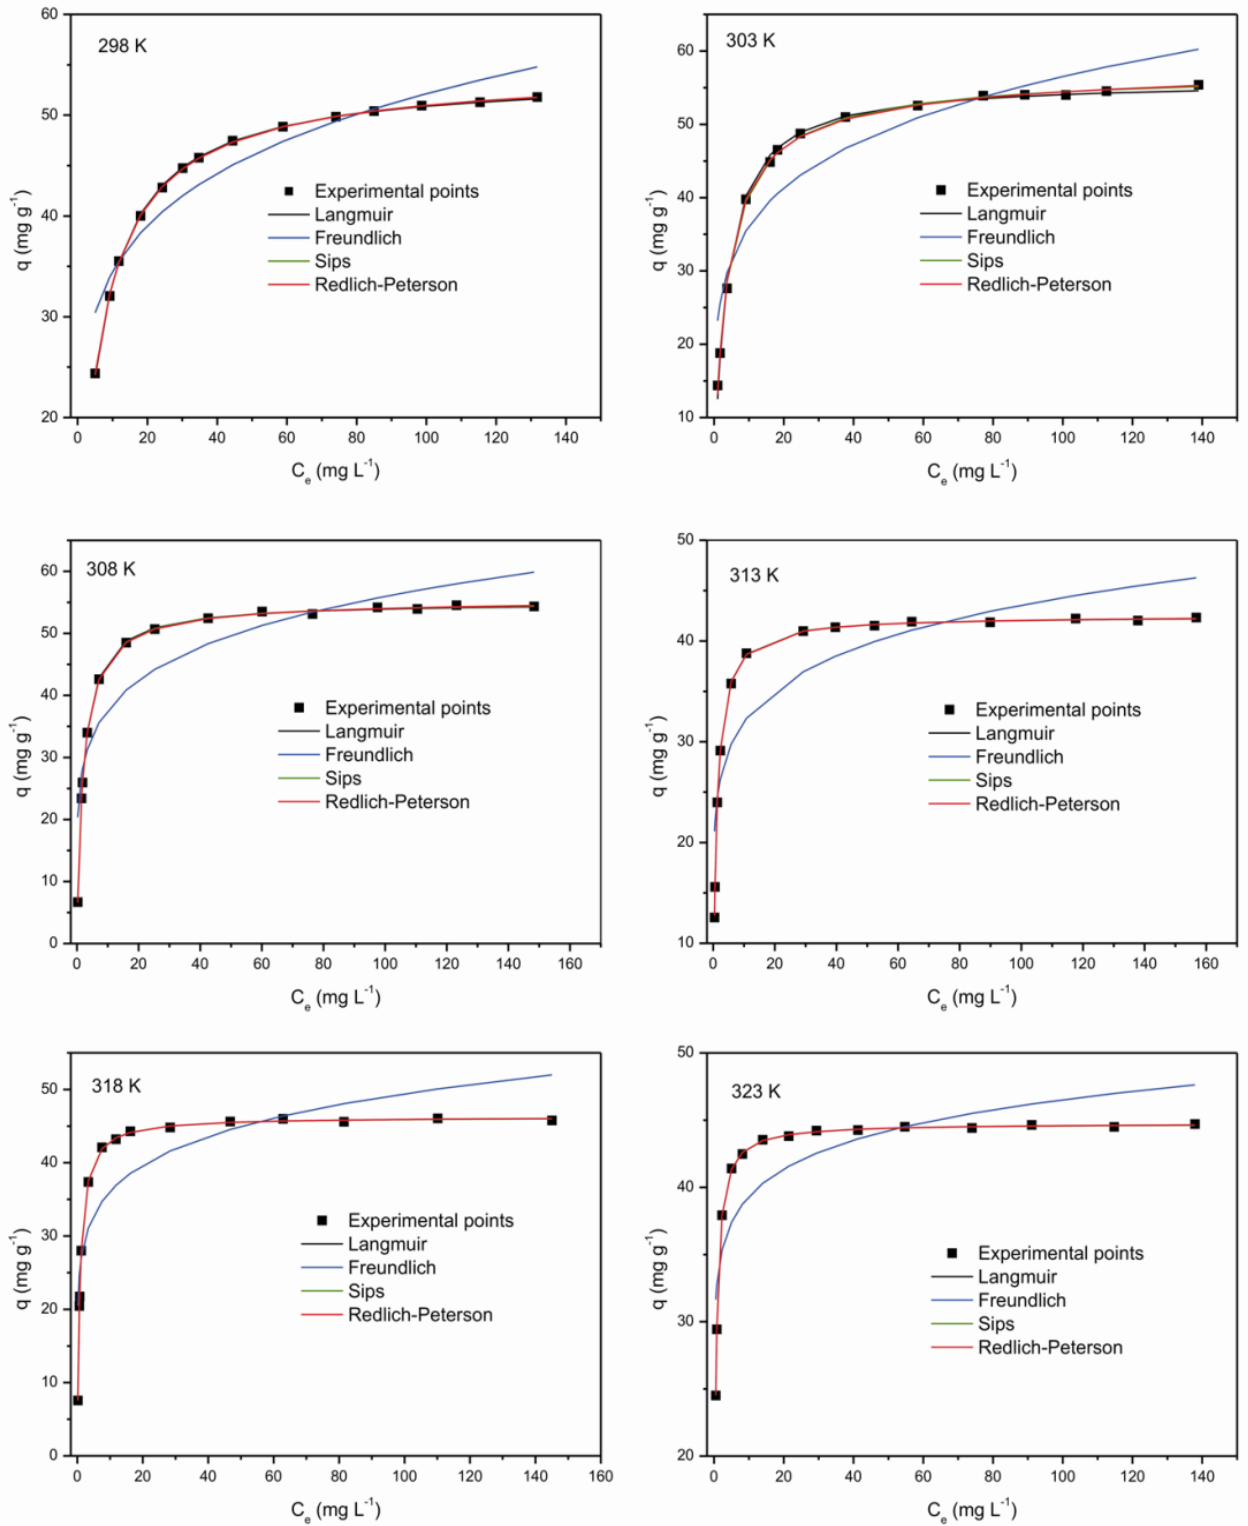 298 K
60
50
40
30
20
q (mg g⁻¹)
Experimental points
Langmuir
Freundlich
Sips
Redlich-Peterson
0 20 40 60 80 100 120 140
Cₑ (mg L⁻¹)
303 K
60
50
40
30
20
10
q (mg g⁻¹)
Experimental points
Langmuir
Freundlich
Sips
Redlich-Peterson
0 20 40 60 80 100 120 140
Cₑ (mg L⁻¹)
308 K
60
50
40
30
20
10
0
q (mg g⁻¹)
Experimental points
Langmuir
Freundlich
Sips
Redlich-Peterson
0 20 40 60 80 100 120 140 160
Cₑ (mg L⁻¹)
313 K
50
40
30
20
10
q (mg g⁻¹)
Experimental points
Langmuir
Freundlich
Sips
Redlich-Peterson
0 20 40 60 80 100 120 140 160
Cₑ (mg L⁻¹)
318 K
50
40
30
20
10
0
q (mg g⁻¹)
Experimental points
Langmuir
Freundlich
Sips
Redlich-Peterson
0 20 40 60 80 100 120 140 160
Cₑ (mg L⁻¹)
323 K
50
40
30
20
q (mg g⁻¹)
Experimental points
Langmuir
Freundlich
Sips
Redlich-Peterson
0 20 40 60 80 100 120 140
Cₑ (mg L⁻¹)